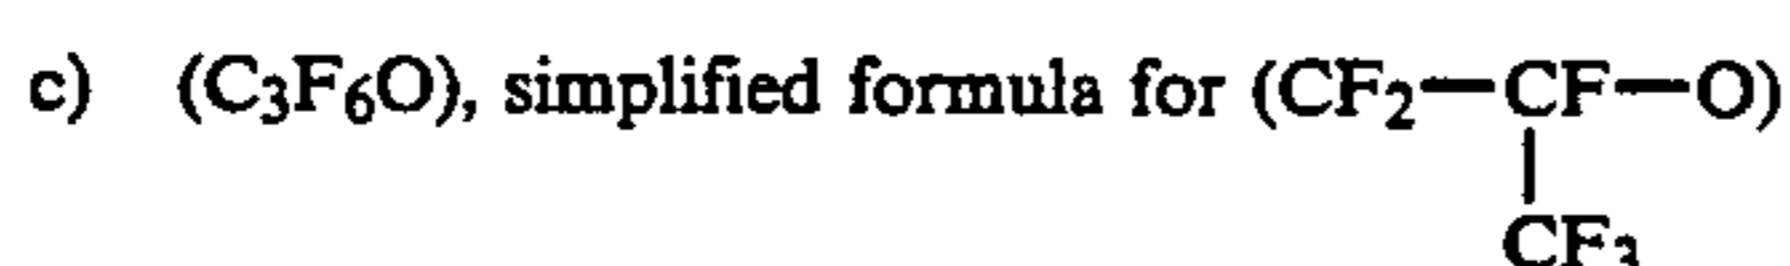 c) (C₃F₆O), simplified formula for (CF₂—CF—O)
CF₃